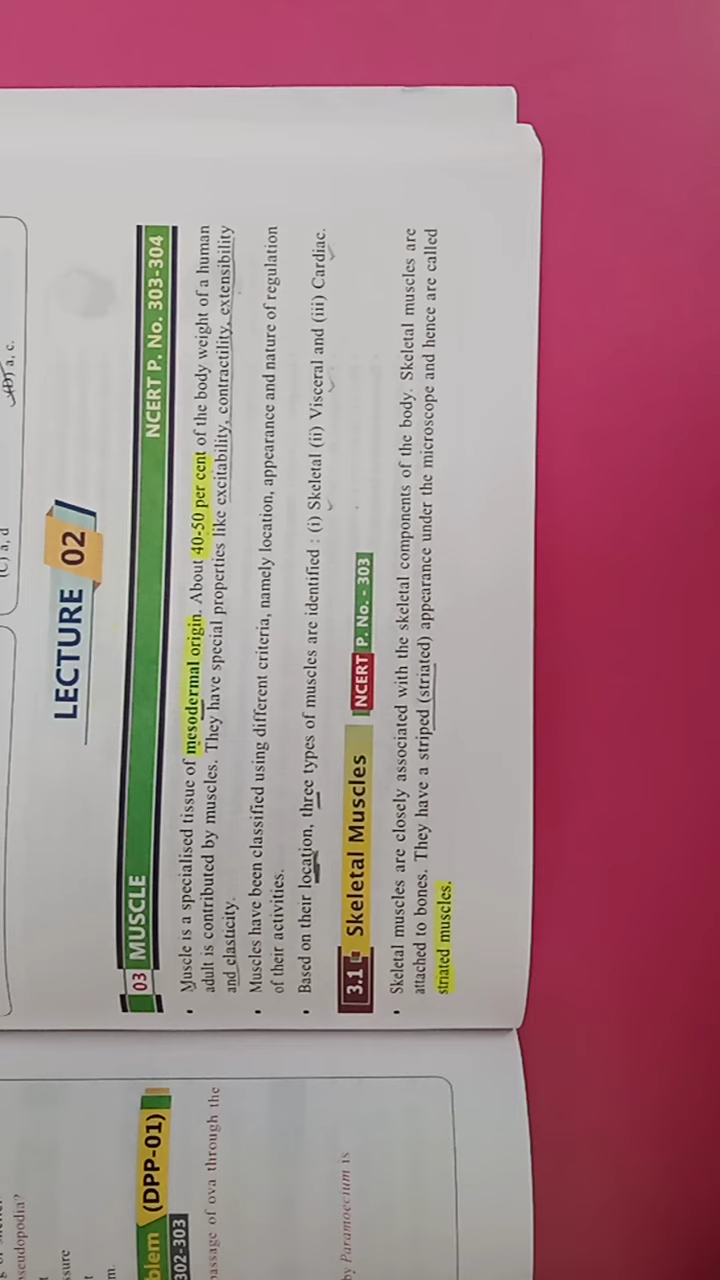 (C) a, d
(D) a, c.
LECTURE 02
03 MUSCLE NCERT P. No. 303-304
• Muscle is a specialised tissue of mesodermal origin. About 40-50 per cent of the body weight of a human
adult is contributed by muscles. They have special properties like excitability, contractility, extensibility
and elasticity.
• Muscles have been classified using different criteria, namely location, appearance and nature of regulation
of their activities.
• Based on their location, three types of muscles are identified : (i) Skeletal (ii) Visceral and (iii) Cardiac.
3.1 Skeletal Muscles NCERT P. No. - 303
• Skeletal muscles are closely associated with the skeletal components of the body. Skeletal muscles are
attached to bones. They have a striped (striated) appearance under the microscope and hence are called
striated muscles.
seudopodia?
ssure
t
m.
blem (DPP-01)
302-303
passage of ova through the
by Paramoecium is